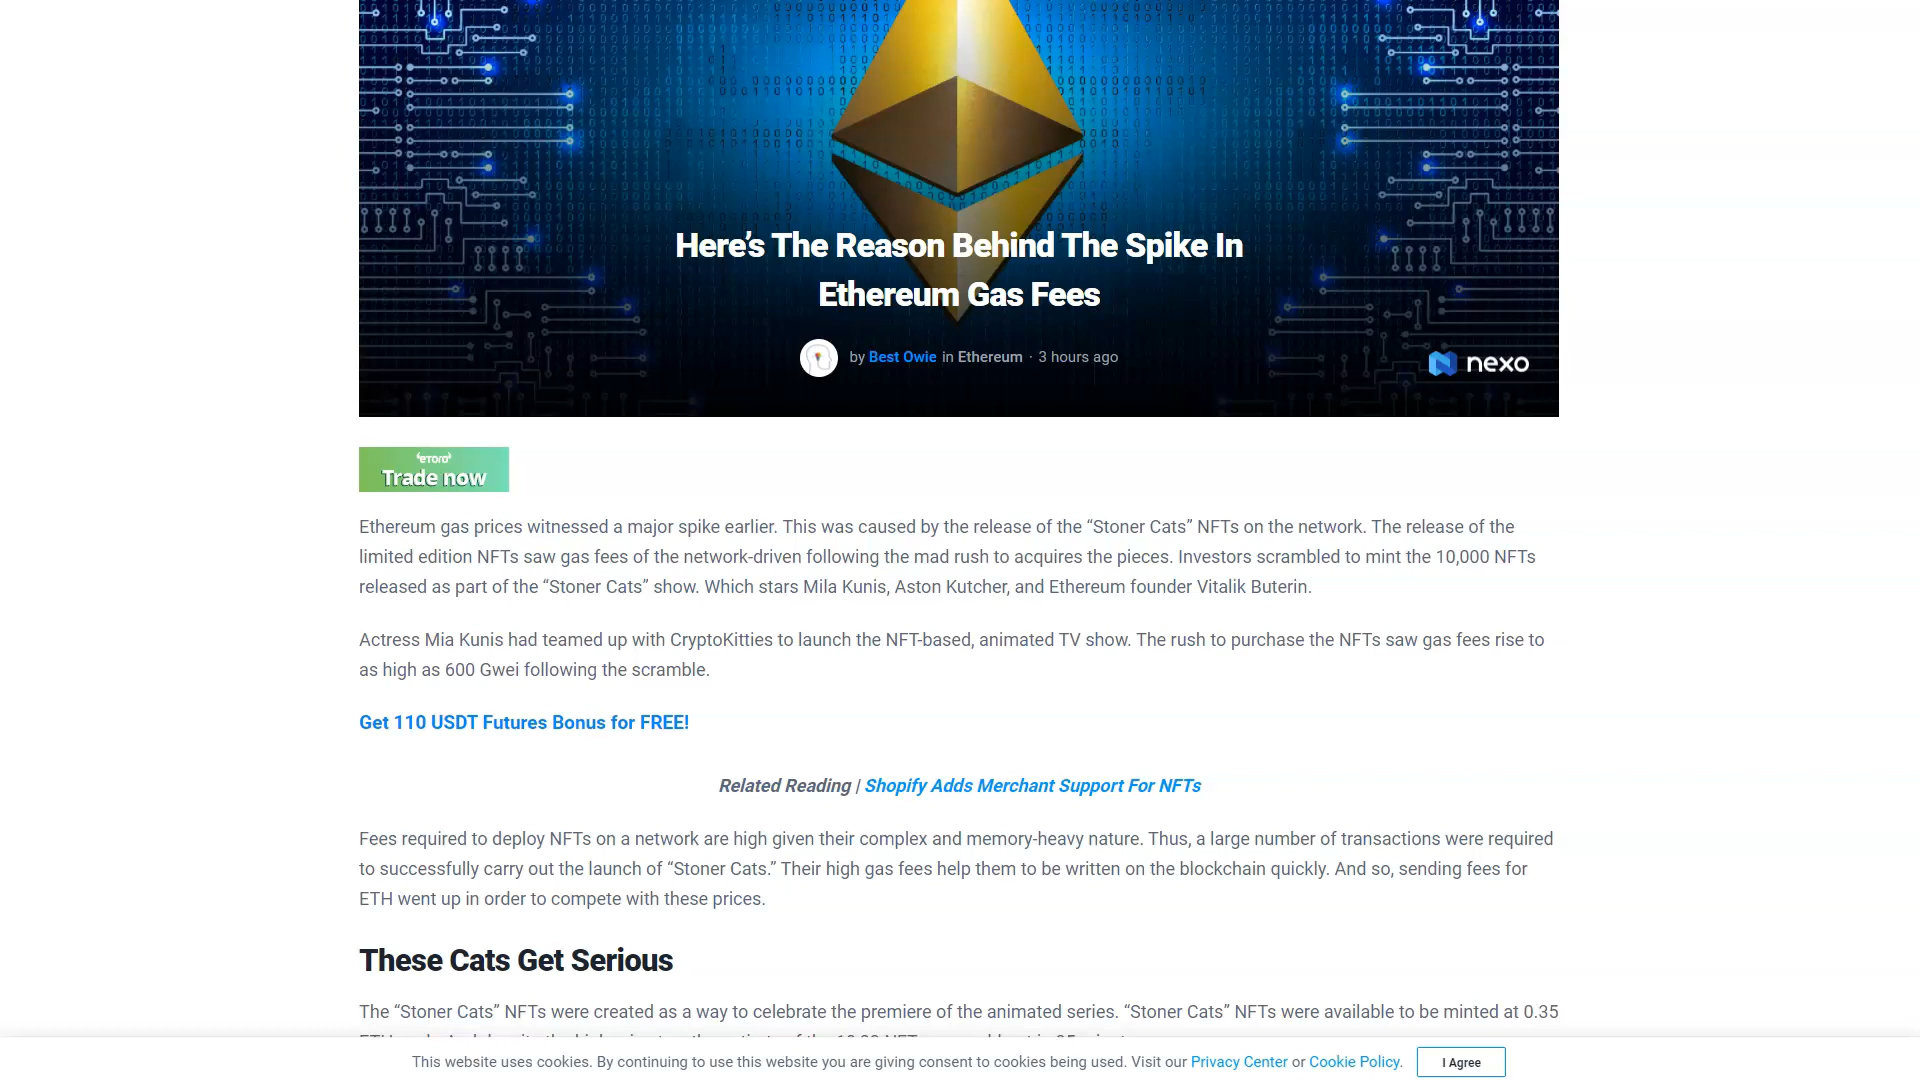 Here’s The Reason Behind The Spike In
Ethereum Gas Fees
by Best Owie in Ethereum · 3 hours ago
nexo
eToro
Trade now
Ethereum gas prices witnessed a major spike earlier. This was caused by the release of the “Stoner Cats” NFTs on the network. The release of the
limited edition NFTs saw gas fees of the network-driven following the mad rush to acquires the pieces. Investors scrambled to mint the 10,000 NFTs
released as part of the “Stoner Cats” show. Which stars Mila Kunis, Aston Kutcher, and Ethereum founder Vitalik Buterin.
Actress Mia Kunis had teamed up with CryptoKitties to launch the NFT-based, animated TV show. The rush to purchase the NFTs saw gas fees rise to
as high as 600 Gwei following the scramble.
Get 110 USDT Futures Bonus for FREE!
Related Reading | Shopify Adds Merchant Support For NFTs
Fees required to deploy NFTs on a network are high given their complex and memory-heavy nature. Thus, a large number of transactions were required
to successfully carry out the launch of “Stoner Cats.” Their high gas fees help them to be written on the blockchain quickly. And so, sending fees for
ETH went up in order to compete with these prices.
These Cats Get Serious
The “Stoner Cats” NFTs were created as a way to celebrate the premiere of the animated series. “Stoner Cats” NFTs were available to be minted at 0.35
This website uses cookies. By continuing to use this website you are giving consent to cookies being used. Visit our Privacy Center or Cookie Policy.
I Agree